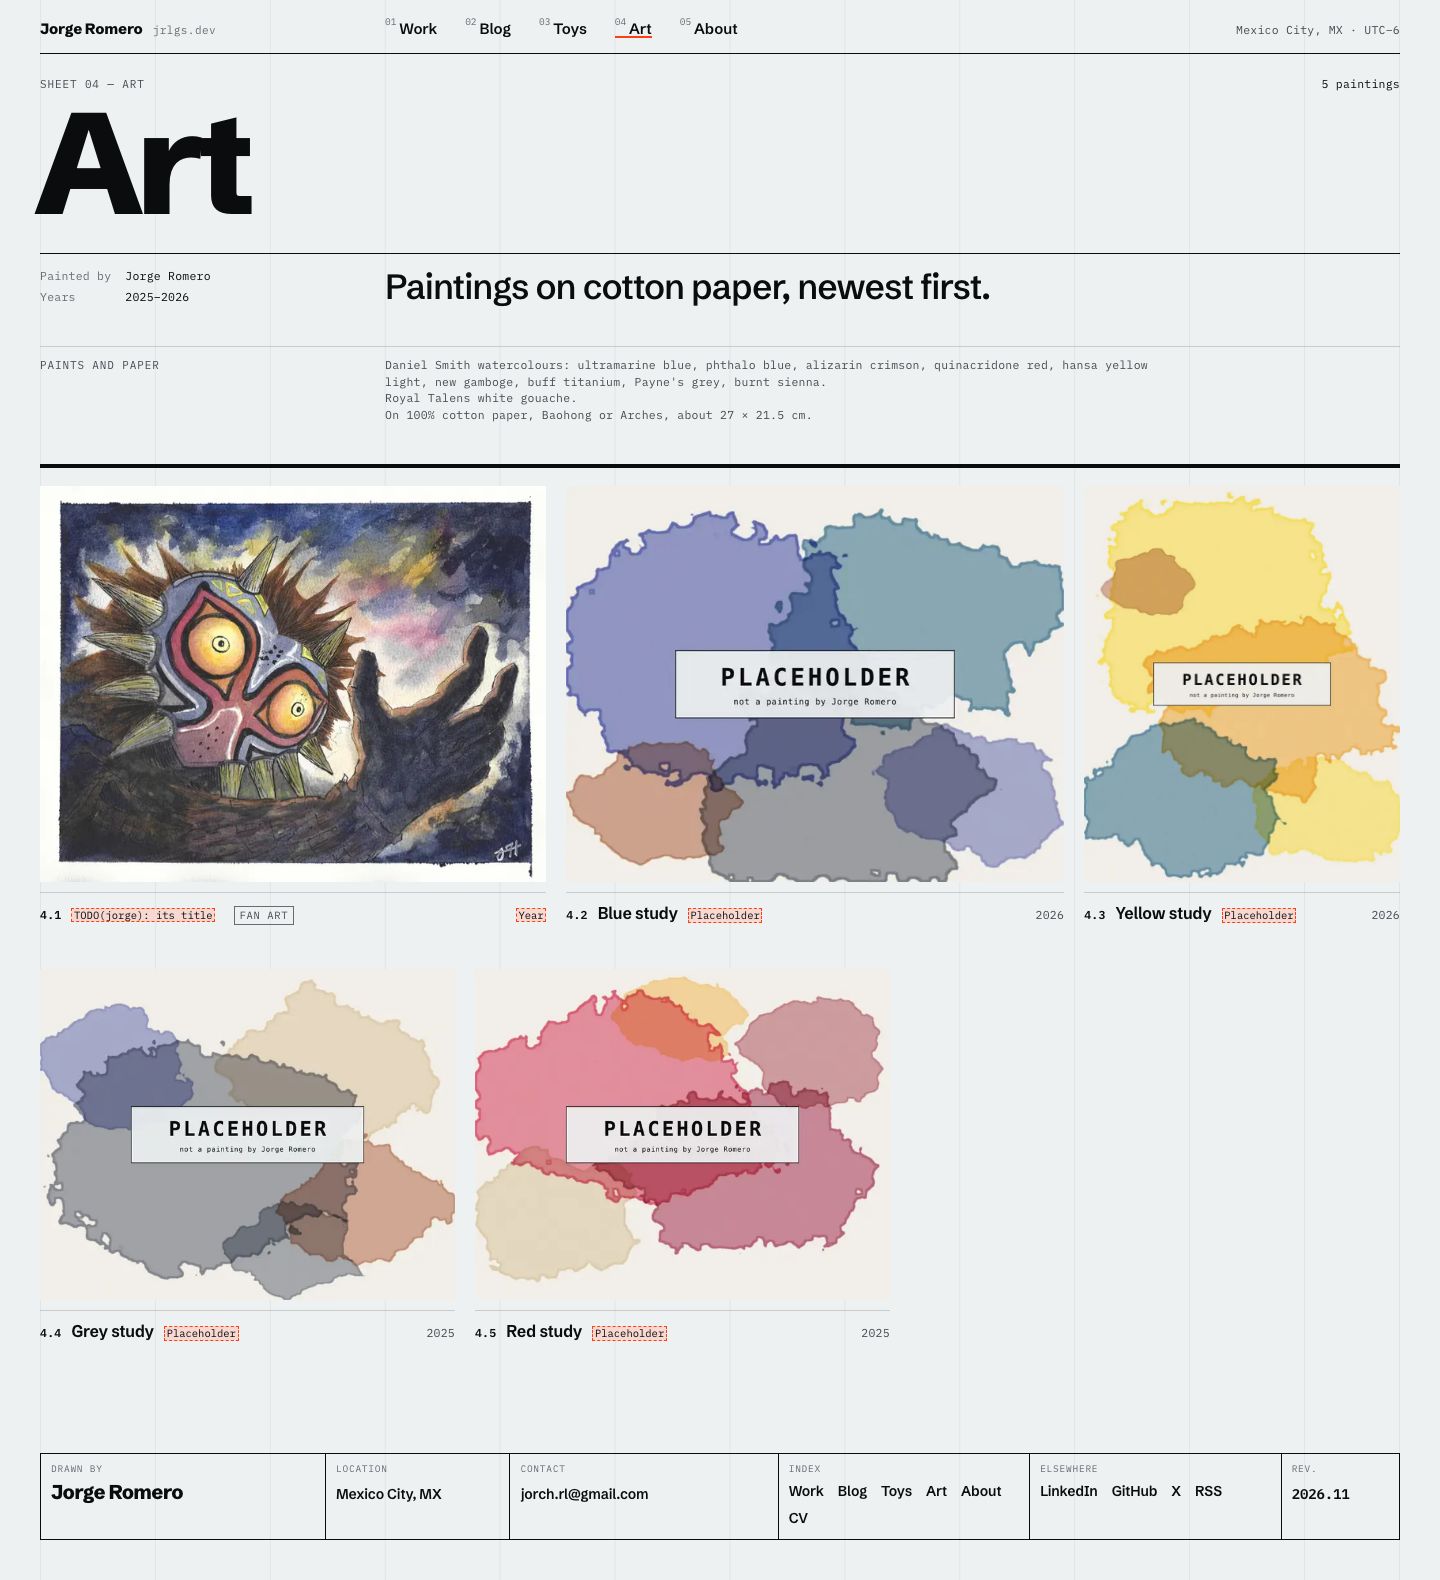 Jorge Romero jrlgs.dev 01 Work 02 Blog 03 Toys 04 Art 05 About Mexico City, MX · UTC−6
SHEET 04 — ART 5 paintings
Art
Painted by Jorge Romero
Years 2025–2026
Paintings on cotton paper, newest first.
PAINTS AND PAPER
Daniel Smith watercolours: ultramarine blue, phthalo blue, alizarin crimson, quinacridone red, hansa yellow
light, new gamboge, buff titanium, Payne's grey, burnt sienna.
Royal Talens white gouache.
On 100% cotton paper, Baohong or Arches, about 27 × 21.5 cm.
PLACEHOLDER
not a painting by Jorge Romero
PLACEHOLDER
not a painting by Jorge Romero
4.1 TODO(jorge): its title FAN ART Year
4.2 Blue study Placeholder 2026
4.3 Yellow study Placeholder 2026
PLACEHOLDER
not a painting by Jorge Romero
PLACEHOLDER
not a painting by Jorge Romero
4.4 Grey study Placeholder 2025
4.5 Red study Placeholder 2025
DRAWN BY
Jorge Romero
LOCATION
Mexico City, MX
CONTACT
jorch.rl@gmail.com
INDEX
Work Blog Toys Art About
CV
ELSEWHERE
LinkedIn GitHub X RSS
REV.
2026.11